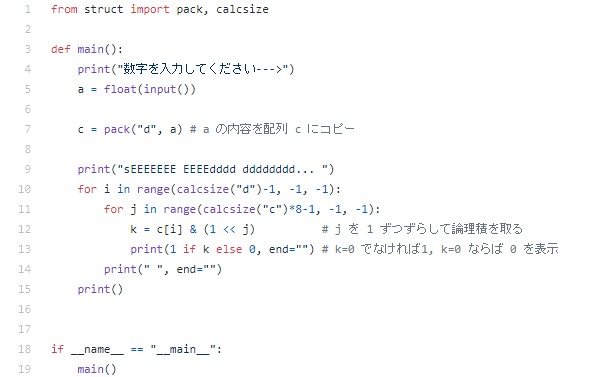 1 from struct import pack, calcsize
2
3 def main():
4     print("数字を入力してください--->")
5     a = float(input())
6
7     c = pack("d", a) # a の内容を配列 c にコピー
8
9     print("sEEEEEEE EEEEdddd dddddddd... ")
10     for i in range(calcsize("d")-1, -1, -1):
11         for j in range(calcsize("c")*8-1, -1, -1):
12             k = c[i] & (1 << j)          # j を 1 ずつずらして論理積を取る
13             print(1 if k else 0, end="") # k=0 でなければ1, k=0 ならば 0 を表示
14         print(" ", end="")
15     print()
16
17
18 if __name__ == "__main__":
19     main()